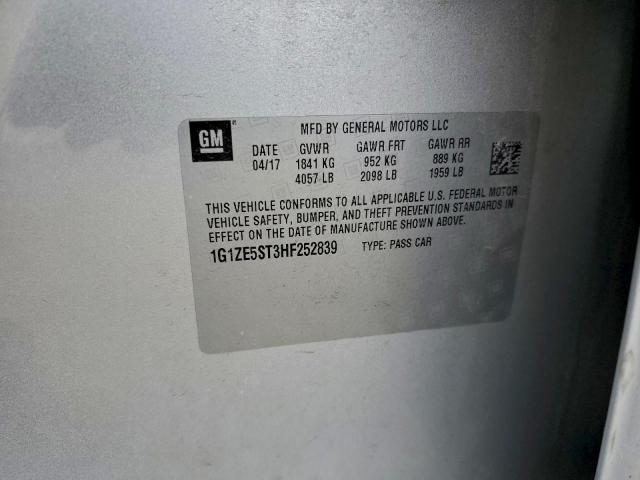 GM
MFD BY GENERAL MOTORS LLC
DATE GVWR GAWR FRT GAWR RR
04/17 1841 KG 952 KG 889 KG
4057 LB 2098 LB 1959 LB
THIS VEHICLE CONFORMS TO ALL APPLICABLE U.S. FEDERAL MOTOR
VEHICLE SAFETY, BUMPER, AND THEFT PREVENTION STANDARDS IN
EFFECT ON THE DATE OF MANUFACTURE SHOWN ABOVE.
1G1ZE5ST3HF252839 TYPE: PASS CAR